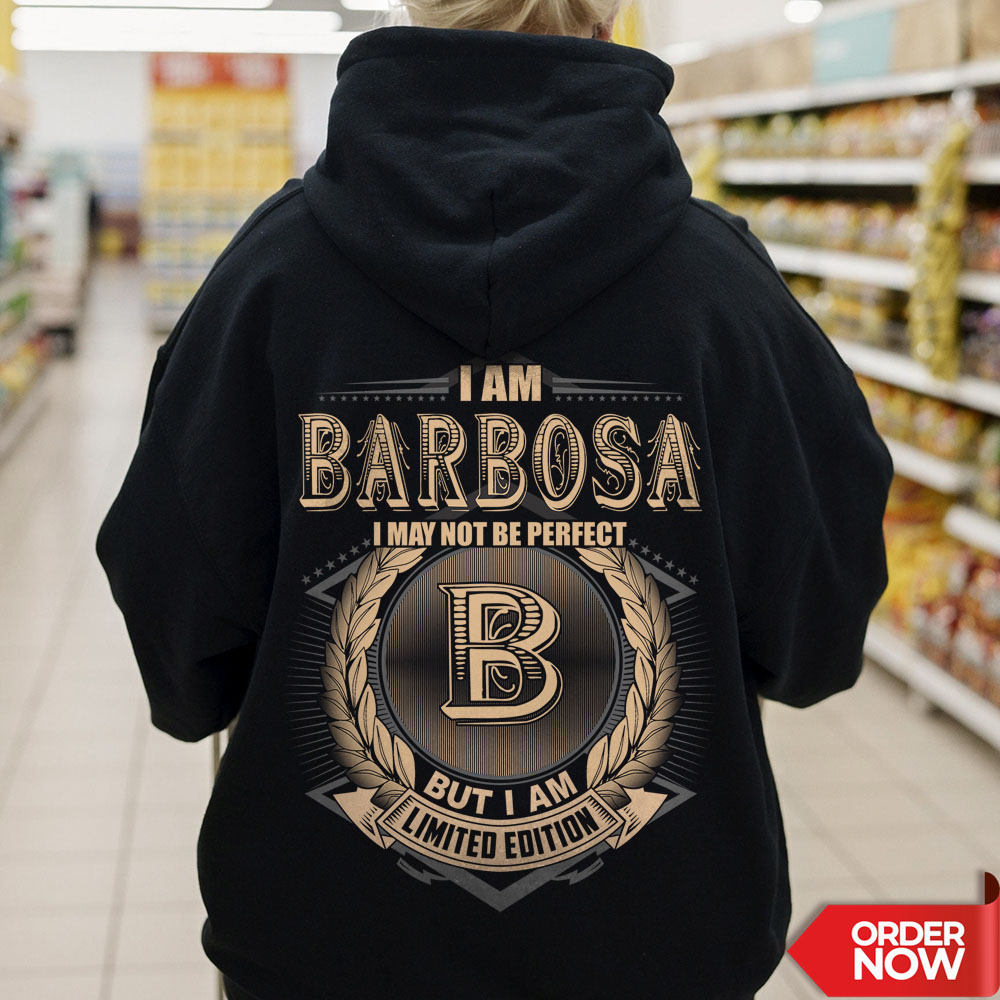 I AM
BARBOSA
I MAY NOT BE PERFECT
B
BUT I AM
LIMITED EDITION
ORDER
NOW